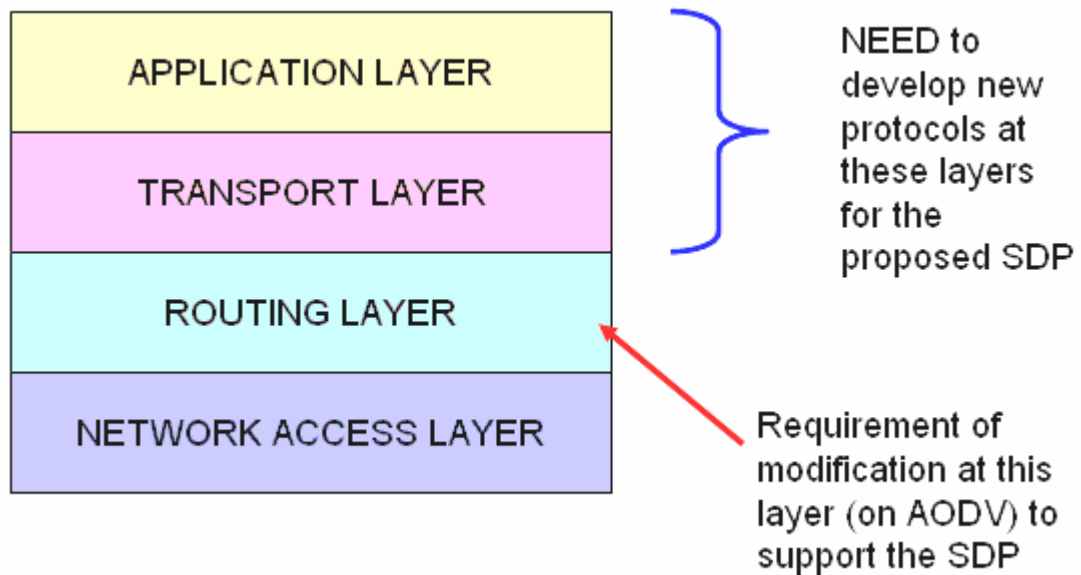 APPLICATION LAYER
TRANSPORT LAYER
ROUTING LAYER
NETWORK ACCESS LAYER
NEED to
develop new
protocols at
these layers
for the
proposed SDP
Requirement of
modification at this
layer (on AODV) to
support the SDP